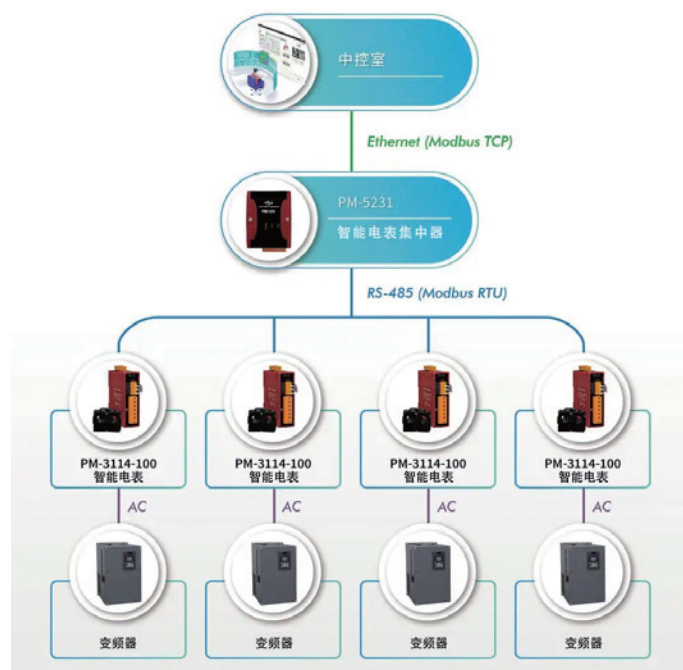 中控室
Ethernet (Modbus TCP)
PM-5231
智能电表集中器
RS-485 (Modbus RTU)
PM-3114-100
智能电表
PM-3114-100
智能电表
PM-3114-100
智能电表
PM-3114-100
智能电表
AC
AC
AC
AC
变频器
变频器
变频器
变频器